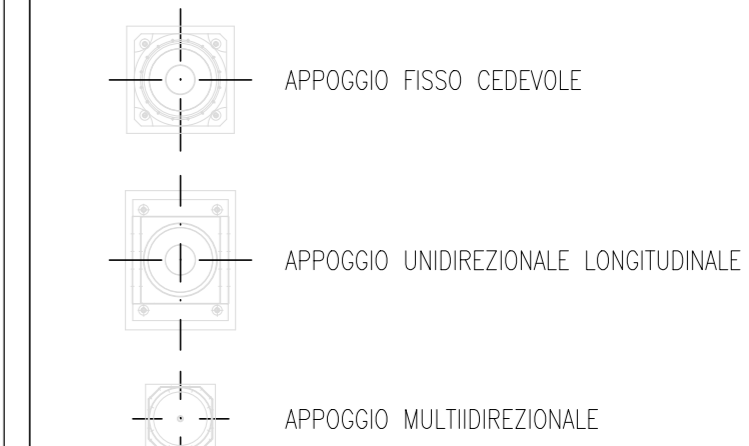 APPOGGIO FISSO CEDEVOLE
APPOGGIO UNIDIREZIONALE LONGITUDINALE
APPOGGIO MULTIIDIREZIONALE